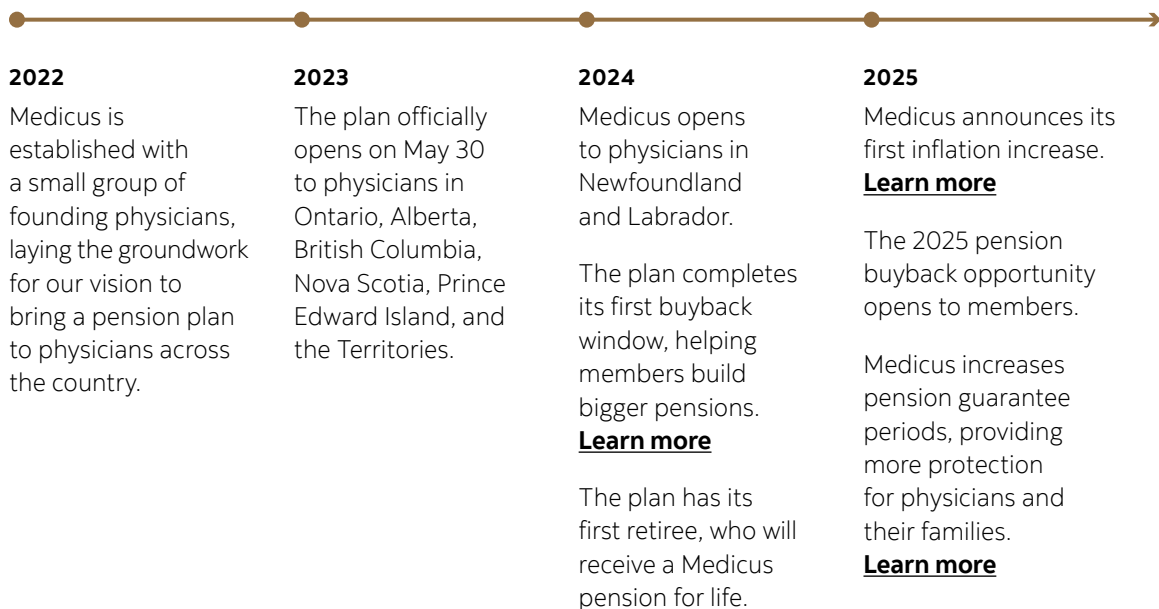 2022
Medicus is
established with
a small group of
founding physicians,
laying the groundwork
for our vision to
bring a pension plan
to physicians across
the country.
2023
The plan officially
opens on May 30
to physicians in
Ontario, Alberta,
British Columbia,
Nova Scotia, Prince
Edward Island, and
the Territories.
2024
Medicus opens
to physicians in
Newfoundland
and Labrador.
The plan completes
its first buyback
window, helping
members build
bigger pensions.
Learn more
The plan has its
first retiree, who will
receive a Medicus
pension for life.
2025
Medicus announces its
first inflation increase.
Learn more
The 2025 pension
buyback opportunity
opens to members.
Medicus increases
pension guarantee
periods, providing
more protection
for physicians and
their families.
Learn more